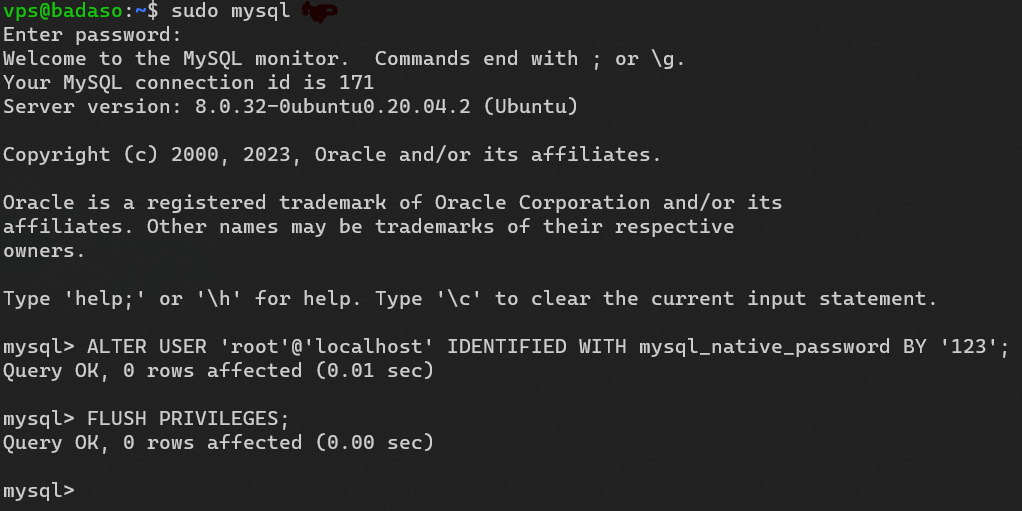 vps@badaso:~$ sudo mysql
Enter password:
Welcome to the MySQL monitor.  Commands end with ; or \g.
Your MySQL connection id is 171
Server version: 8.0.32-0ubuntu0.20.04.2 (Ubuntu)

Copyright (c) 2000, 2023, Oracle and/or its affiliates.

Oracle is a registered trademark of Oracle Corporation and/or its
affiliates. Other names may be trademarks of their respective
owners.

Type 'help;' or '\h' for help. Type '\c' to clear the current input statement.

mysql> ALTER USER 'root'@'localhost' IDENTIFIED WITH mysql_native_password BY '123';
Query OK, 0 rows affected (0.01 sec)

mysql> FLUSH PRIVILEGES;
Query OK, 0 rows affected (0.00 sec)

mysql>